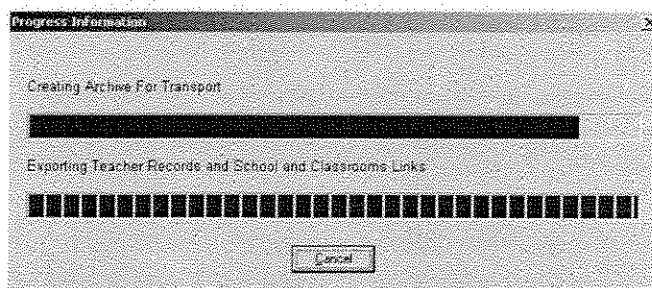 Progress Information
Creating Archive For Transport
Exporting Teacher Records and School and Classrooms Links
Cancel